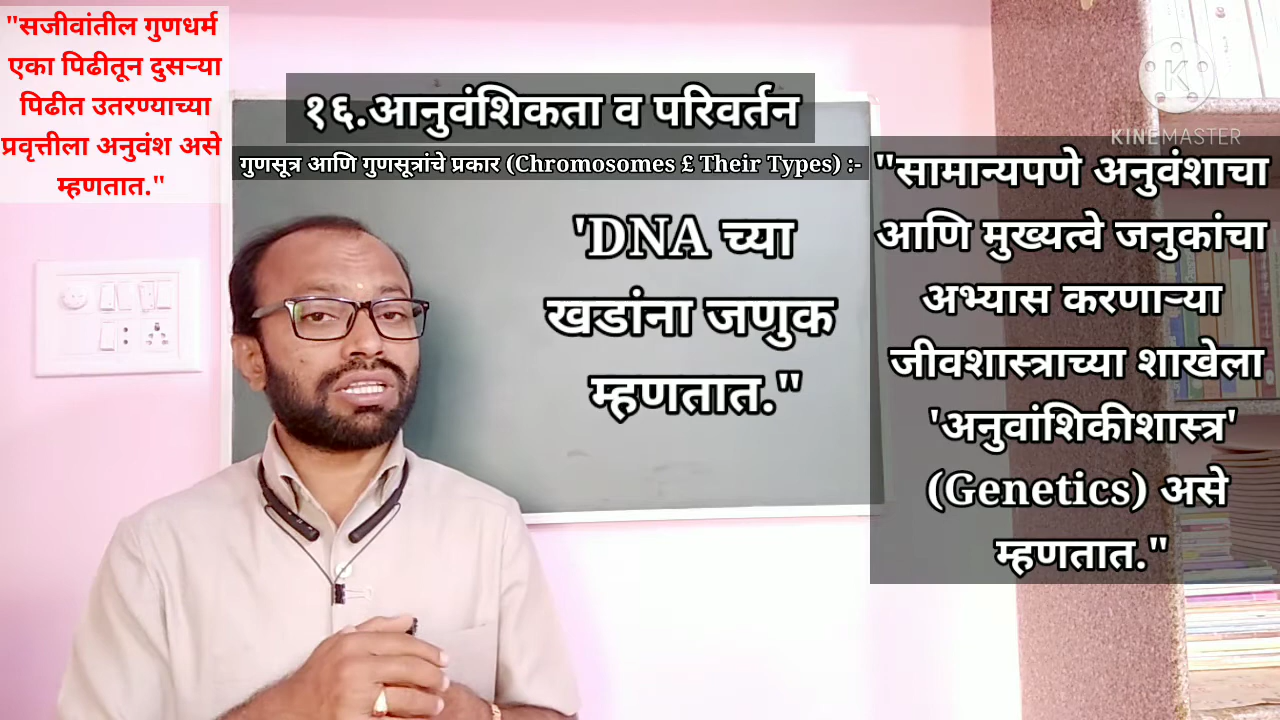 "सजीवांतील गुणधर्म
एका पिढीतून दुसऱ्या
पिढीत उतरण्याच्या
प्रवृत्तीला अनुवंश असे
म्हणतात."
१६.आनुवंशिकता व परिवर्तन
गुणसूत्र आणि गुणसूत्रांचे प्रकार (Chromosomes £ Their Types) :-
'DNA च्या
खडांना जणुक
म्हणतात."
K
KINEMASTER
"सामान्यपणे अनुवंशाचा
आणि मुख्यत्वे जनुकांचा
अभ्यास करणाऱ्या
जीवशास्त्राच्या शाखेला
'अनुवांशिकीशास्त्र'
(Genetics) असे
म्हणतात."